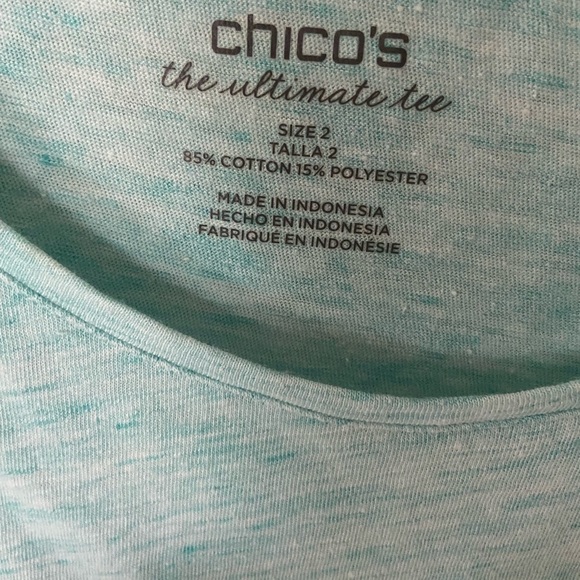 chico's
the ultimate tee
SIZE 2
TALLA 2
85% COTTON 15% POLYESTER
MADE IN INDONESIA
HECHO EN INDONESIA
FABRIQUÉ EN INDONÉSIE